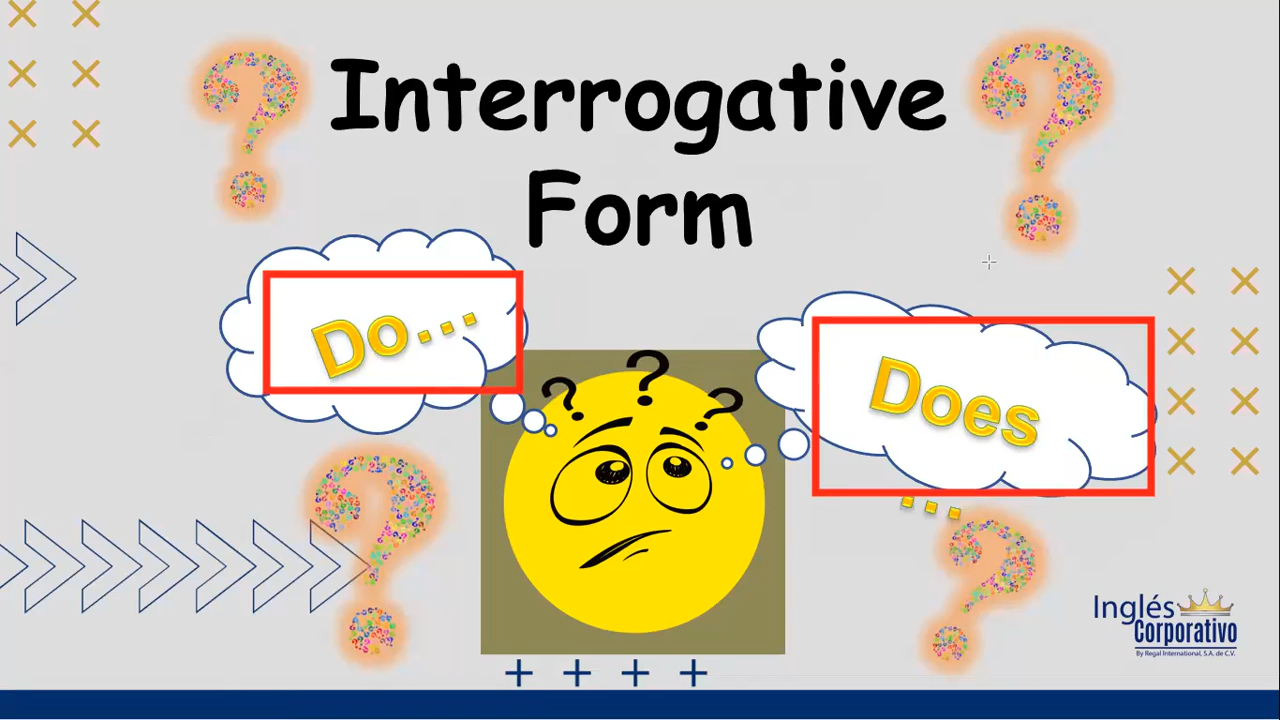 Interrogative
Form
Do...
Does
...
? ? ?
Inglés
Corporativo
By Regal International, S.A. de C.V.